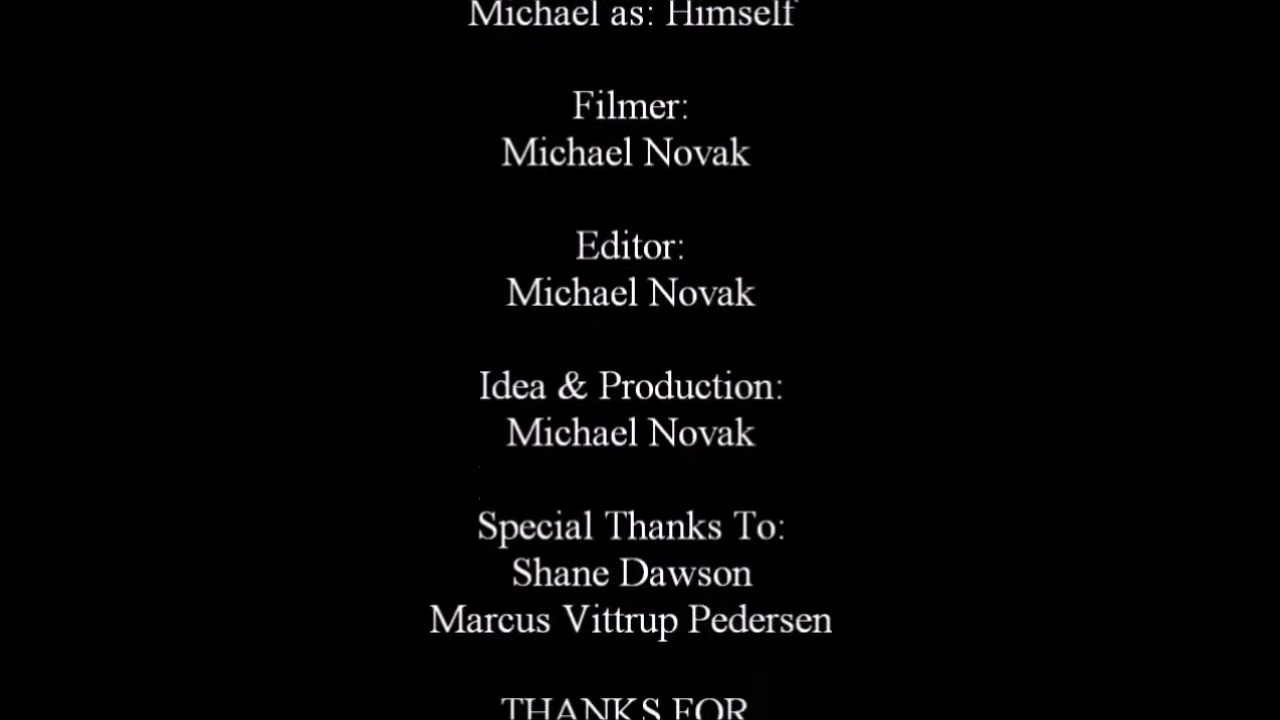 Michael as: Himself
Filmer:
Michael Novak
Editor:
Michael Novak
Idea & Production:
Michael Novak
Special Thanks To:
Shane Dawson
Marcus Vittrup Pedersen
THANKS FOR